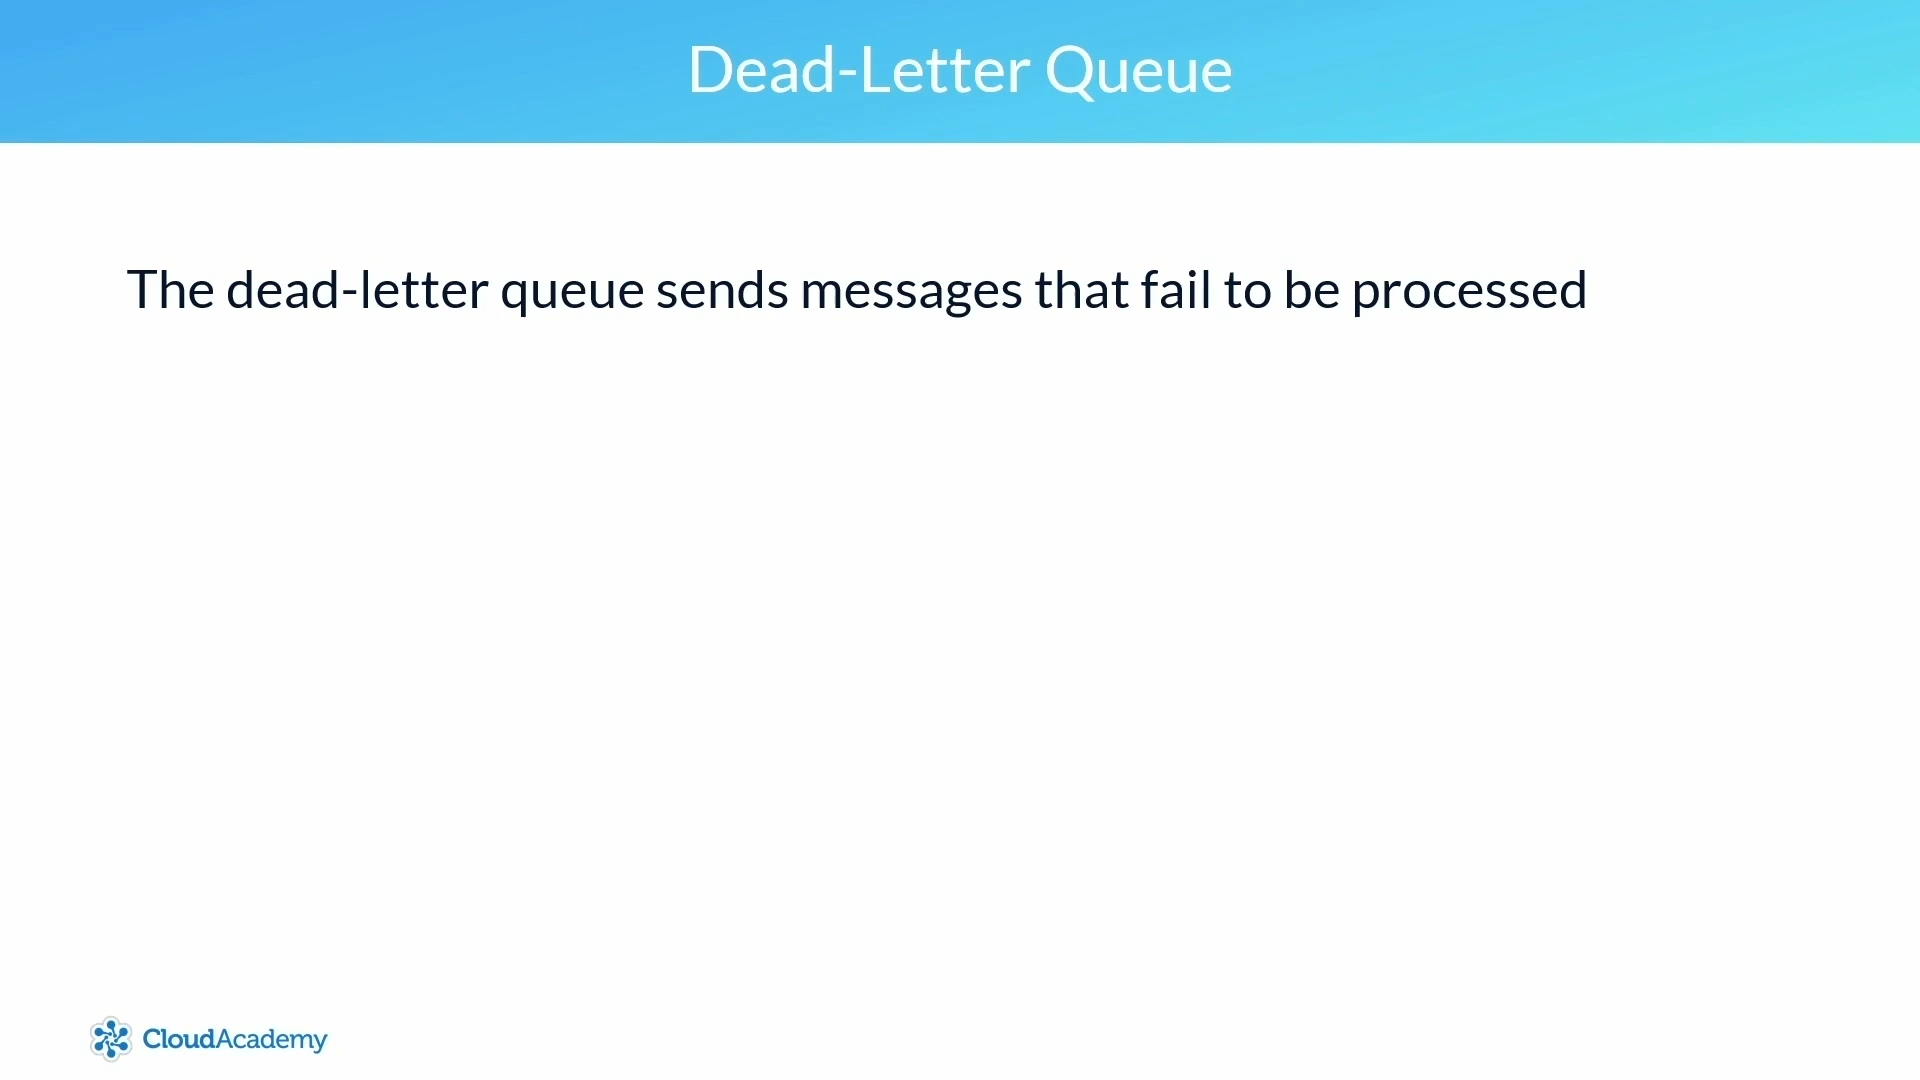 Dead-Letter Queue
The dead-letter queue sends messages that fail to be processed
CloudAcademy